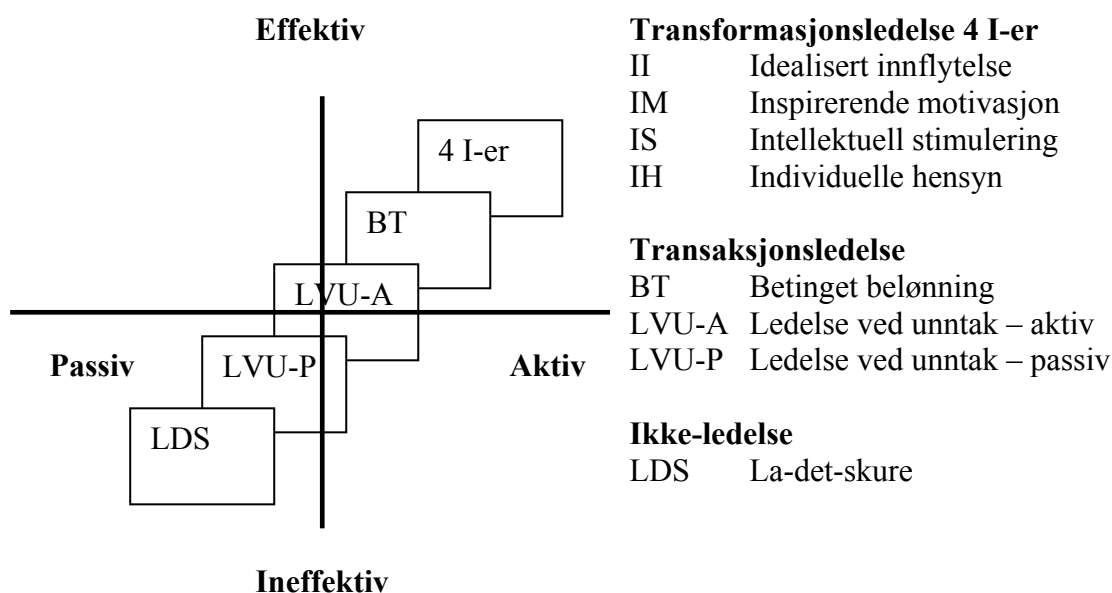 Effektiv
4 I-er
BT
LVU-A
Passiv
Aktiv
LVU-P
LDS
Ineffektiv
Transformasjonsledelse 4 I-er
II Idealisert innflytelse
IM Inspirerende motivasjon
IS Intellektuell stimulering
IH Individuelle hensyn
Transaksjonsledelse
BT Betinget belønning
LVU-A Ledelse ved unntak – aktiv
LVU-P Ledelse ved unntak – passiv
Ikke-ledelse
LDS La-det-skure